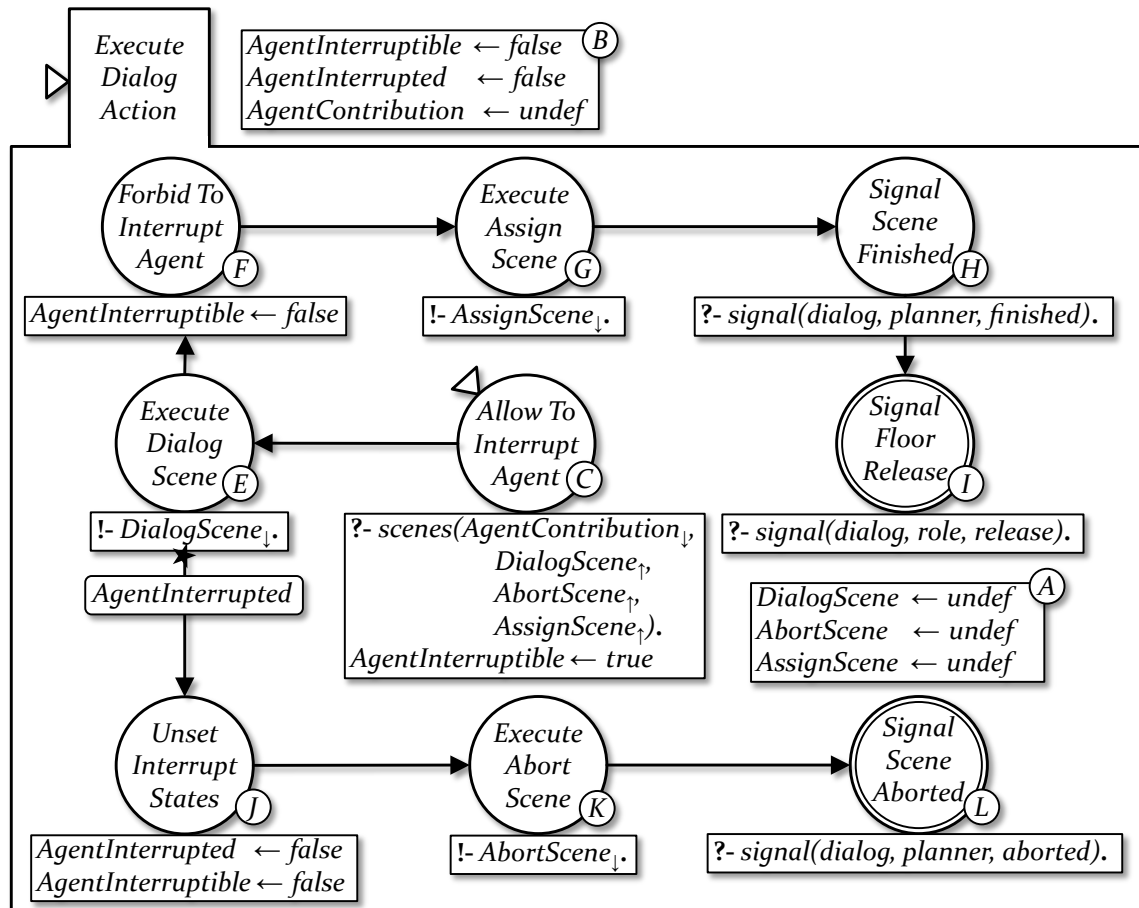 Execute
Dialog
Action
AgentInterruptible ← false
AgentInterrupted ← false
AgentContribution ← undef
B
Forbid To
Interrupt
Agent
F
AgentInterruptible ← false
Execute
Assign
Scene
G
!- AssignScene↓.
Signal
Scene
Finished
H
?- signal(dialog, planner, finished).
Execute
Dialog
Scene
E
!- DialogScene↓.
AgentInterrupted
Allow To
Interrupt
Agent
C
?- scenes(AgentContribution↓,
DialogScene↑,
AbortScene↑,
AssignScene↑).
AgentInterruptible ← true
Signal
Floor
Release
I
?- signal(dialog, role, release).
DialogScene ← undef
AbortScene ← undef
AssignScene ← undef
A
Unset
Interrupt
States
J
AgentInterrupted ← false
AgentInterruptible ← false
Execute
Abort
Scene
K
!- AbortScene↓.
Signal
Scene
Aborted
L
?- signal(dialog, planner, aborted).